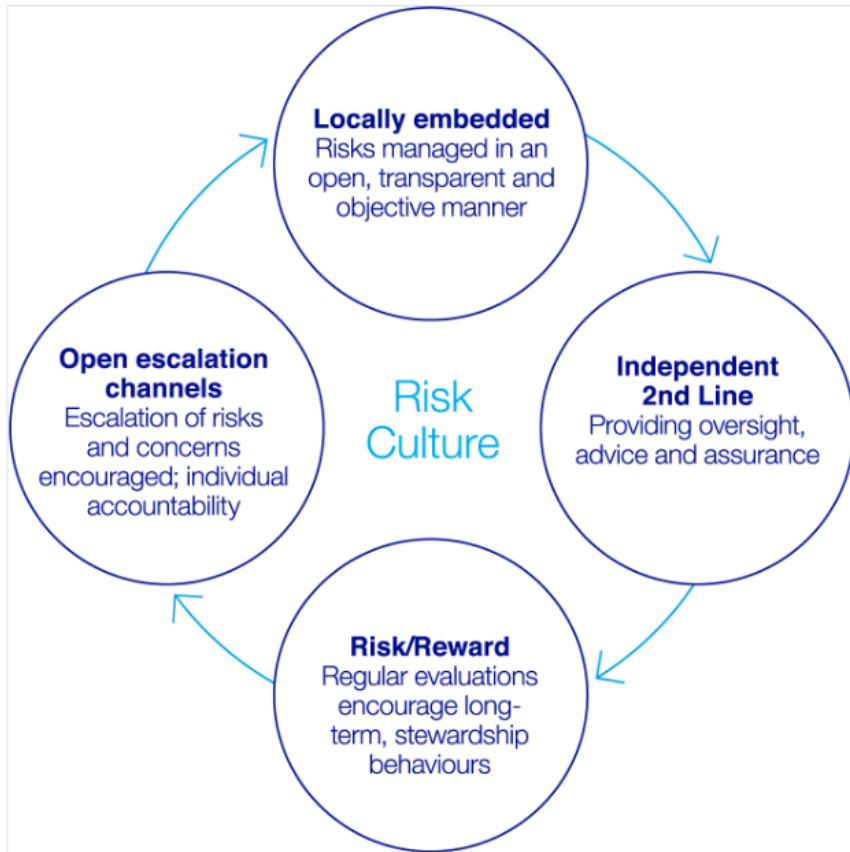 Locally embedded
Risks managed in an
open, transparent and
objective manner
Independent
2nd Line
Providing oversight,
advice and assurance
Risk/Reward
Regular evaluations
encourage long-
term, stewardship
behaviours
Open escalation
channels
Escalation of risks
and concerns
encouraged; individual
accountability
Risk
Culture